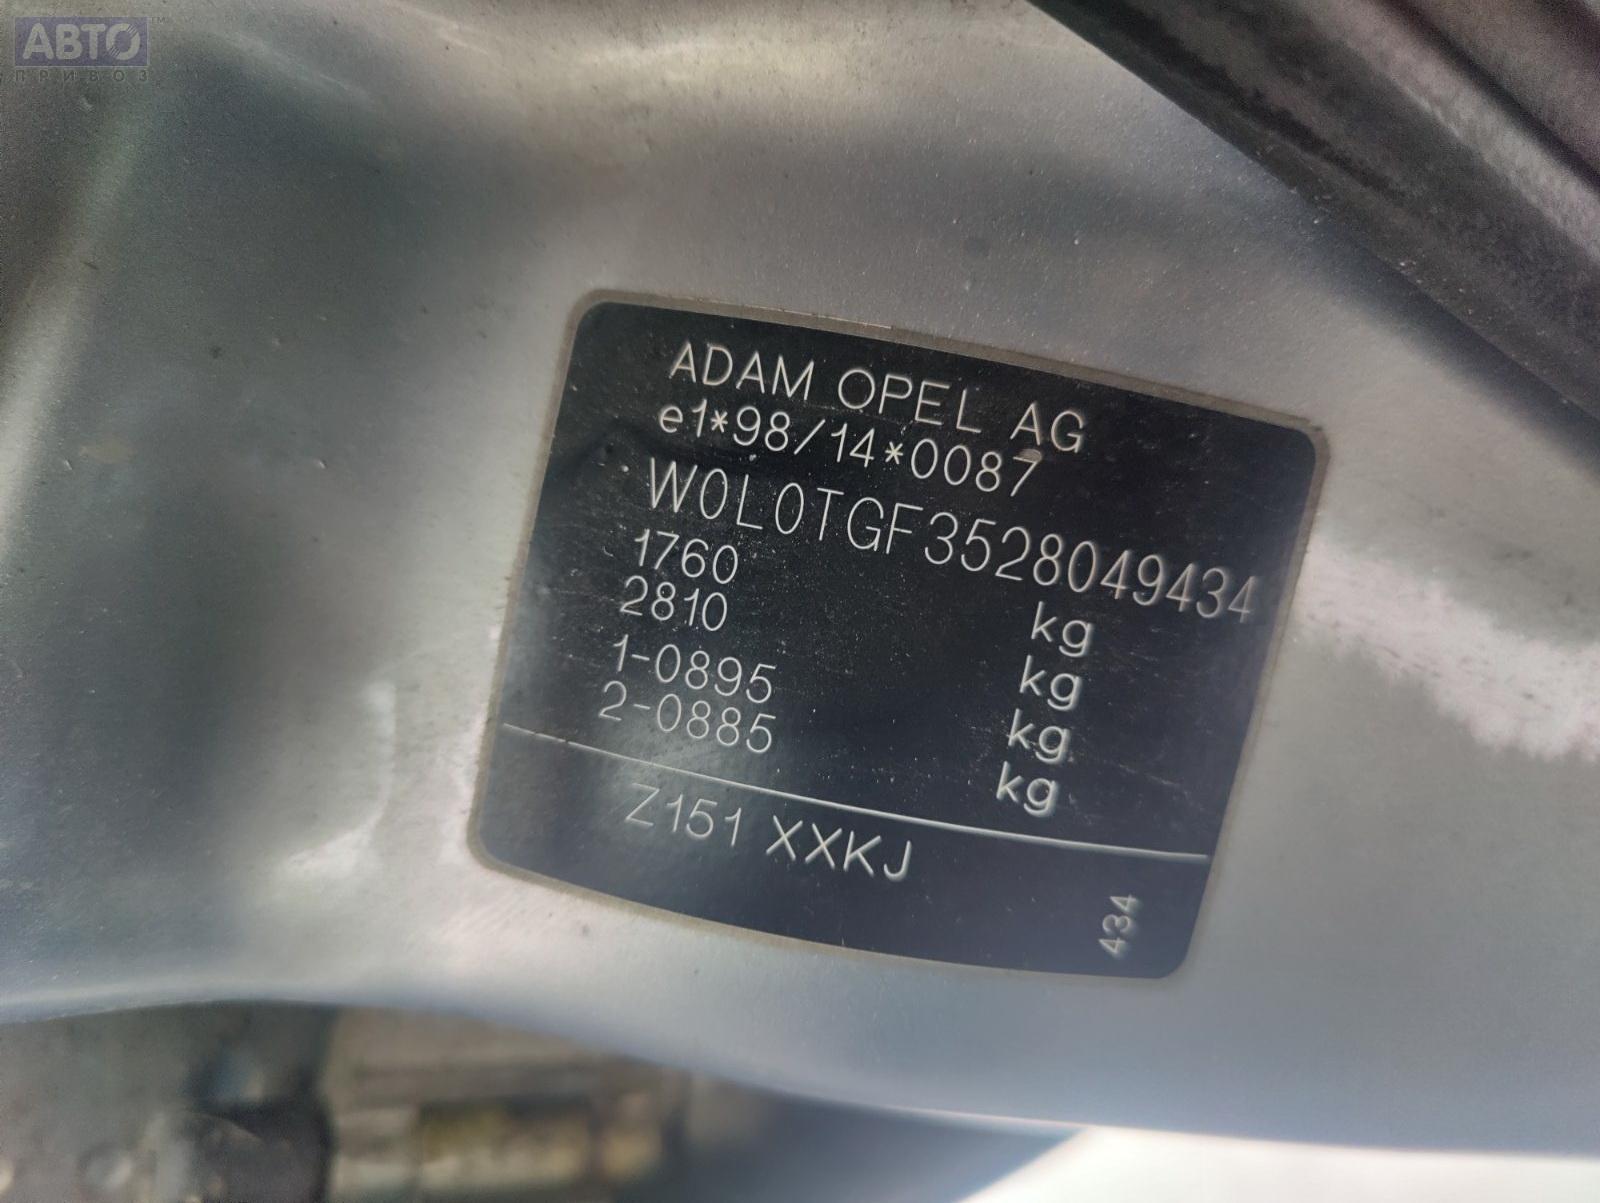 АВТО
ПРИВОЗ
ADAM OPEL AG
e1*98/14*0087
W0L0TGF3528049434
1760 kg
2810 kg
1-0895 kg
2-0885 kg
Z151 XXKJ
434